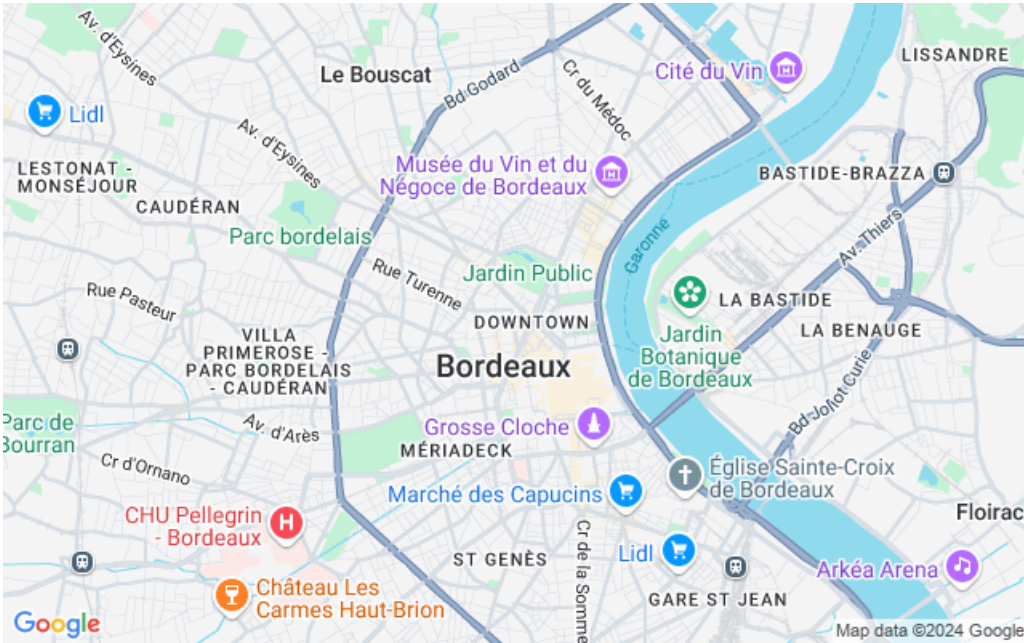 Av. d'Eysines
Le Bouscat
Bd Godard
Cr du Médoc
Cité du Vin
LISSANDRE
Lidl
Av. d'Eysines
LESTONAT -
MONSÉJOUR
Musée du Vin et du
Négoce de Bordeaux
BASTIDE-BRAZZA
CAUDÉRAN
Parc bordelais
Garonne
Av. Thiers
Rue Turenne
Jardin Public
Rue Pasteur
LA BASTIDE
DOWNTOWN
LA BENAUGE
VILLA
PRIMEROSE -
PARC BORDELAIS
- CAUDÉRAN
Jardin
Botanique
de Bordeaux
Bordeaux
Bd Joliot Curie
Parc de
Bourran
Av. d'Arès
Grosse Cloche
MÉRIADECK
Cr d'Ornano
Église Sainte-Croix
de Bordeaux
Marché des Capucins
Floirac
CHU Pellegrin
- Bordeaux
H
Cr de la Somme
ST GENÈS
Lidl
Arkéa Arena
Château Les
Carmes Haut-Brion
GARE ST JEAN
Google
Map data ©2024 Google